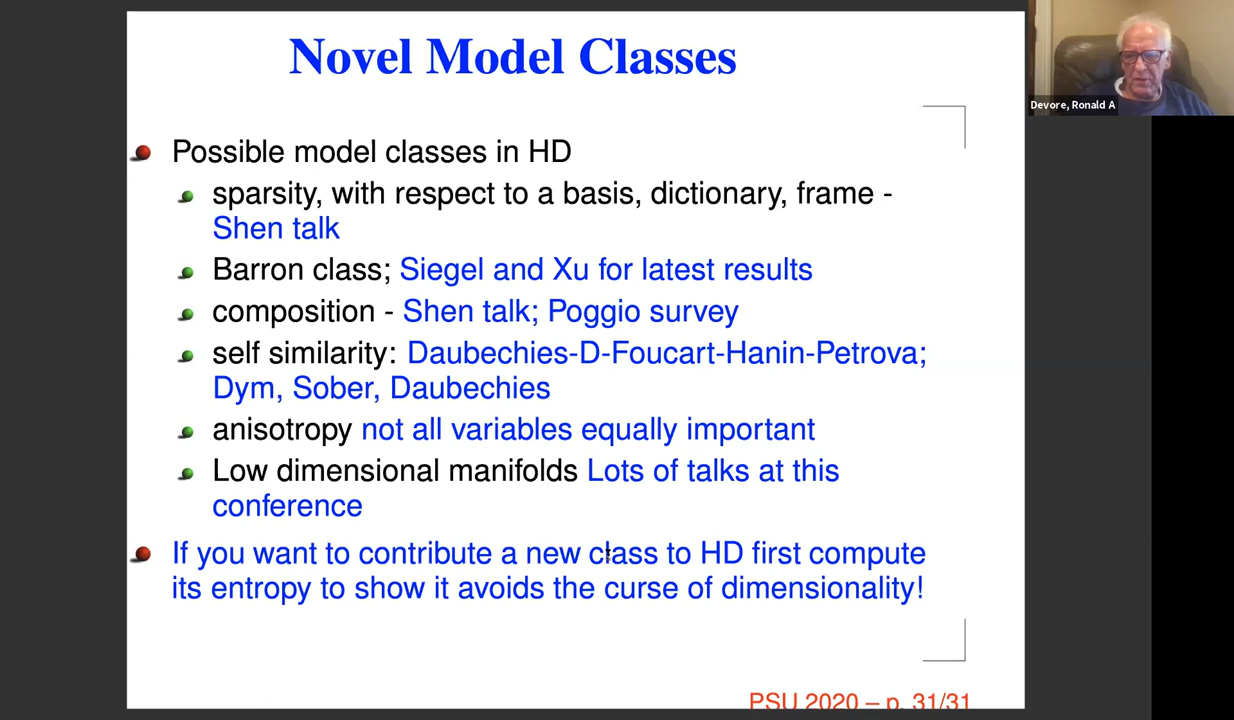 Novel Model Classes
Possible model classes in HD
sparsity, with respect to a basis, dictionary, frame -
Shen talk
Barron class; Siegel and Xu for latest results
composition - Shen talk; Poggio survey
self similarity: Daubechies-D-Foucart-Hanin-Petrova;
Dym, Sober, Daubechies
anisotropy not all variables equally important
Low dimensional manifolds Lots of talks at this
conference
If you want to contribute a new class to HD first compute
its entropy to show it avoids the curse of dimensionality!
PSU 2020 – p. 31/31
Devore, Ronald A